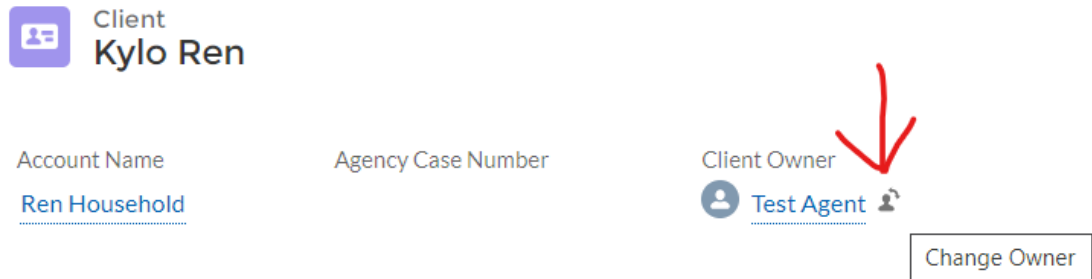 Client
Kylo Ren
Account Name
Agency Case Number
Client Owner
Ren Household
Test Agent
Change Owner